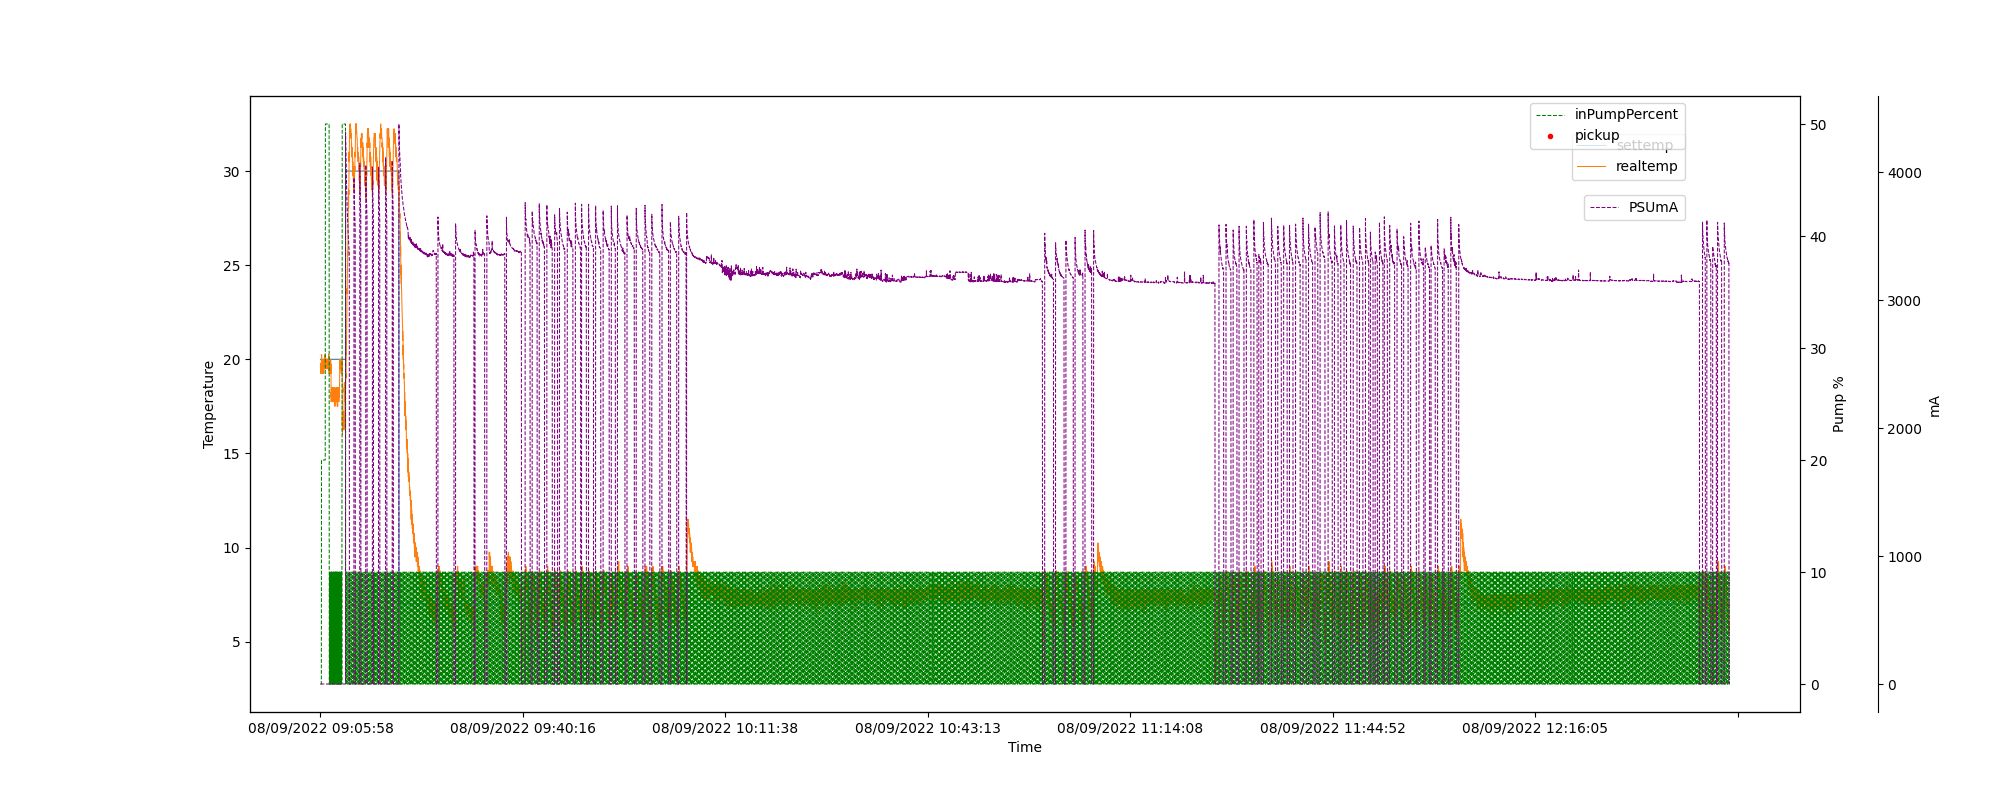 inPumpPercent
pickup
settemp
realtemp
PSUmA
30
25
20
15
10
5
Temperature
50
40
30
20
10
0
Pump %
4000
3000
2000
1000
0
mA
08/09/2022 09:05:58
08/09/2022 09:40:16
08/09/2022 10:11:38
08/09/2022 10:43:13
08/09/2022 11:14:08
08/09/2022 11:44:52
08/09/2022 12:16:05
Time